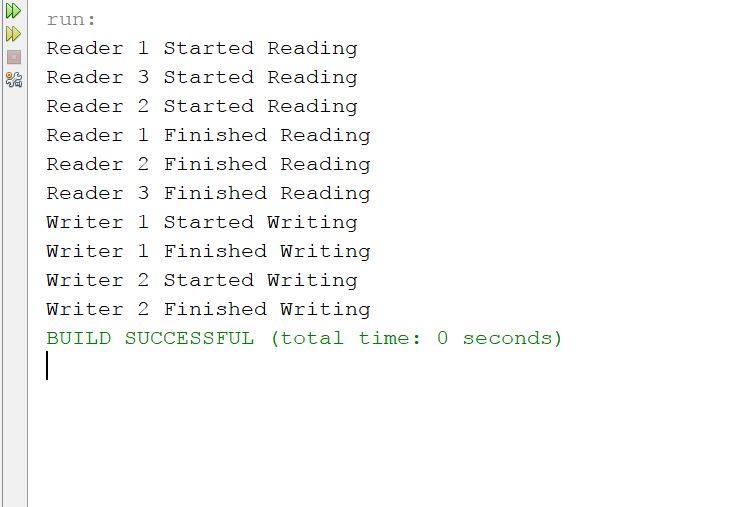 run:
Reader 1 Started Reading
Reader 3 Started Reading
Reader 2 Started Reading
Reader 1 Finished Reading
Reader 2 Finished Reading
Reader 3 Finished Reading
Writer 1 Started Writing
Writer 1 Finished Writing
Writer 2 Started Writing
Writer 2 Finished Writing
BUILD SUCCESSFUL (total time: 0 seconds)